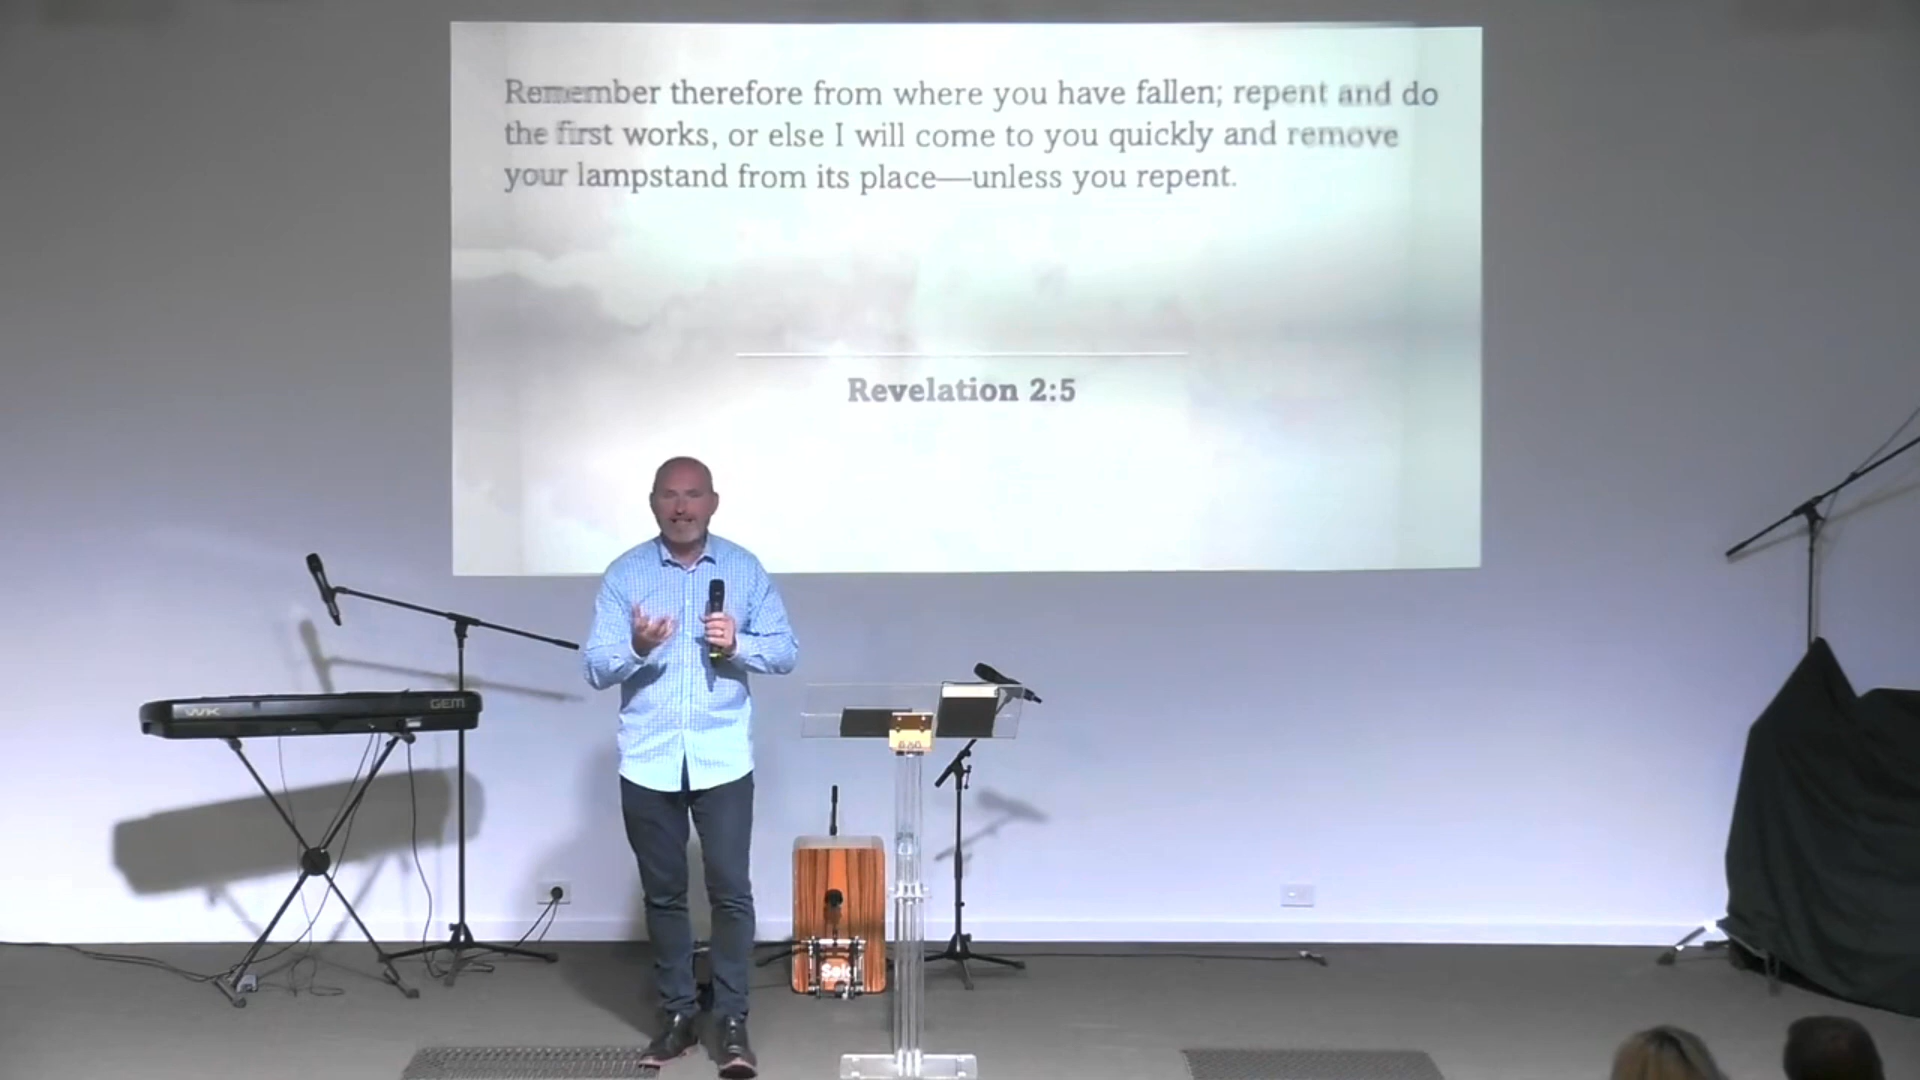 Remember therefore from where you have fallen; repent and do
the first works, or else I will come to you quickly and remove
your lampstand from its place—unless you repent.
Revelation 2:5
WK
GEM